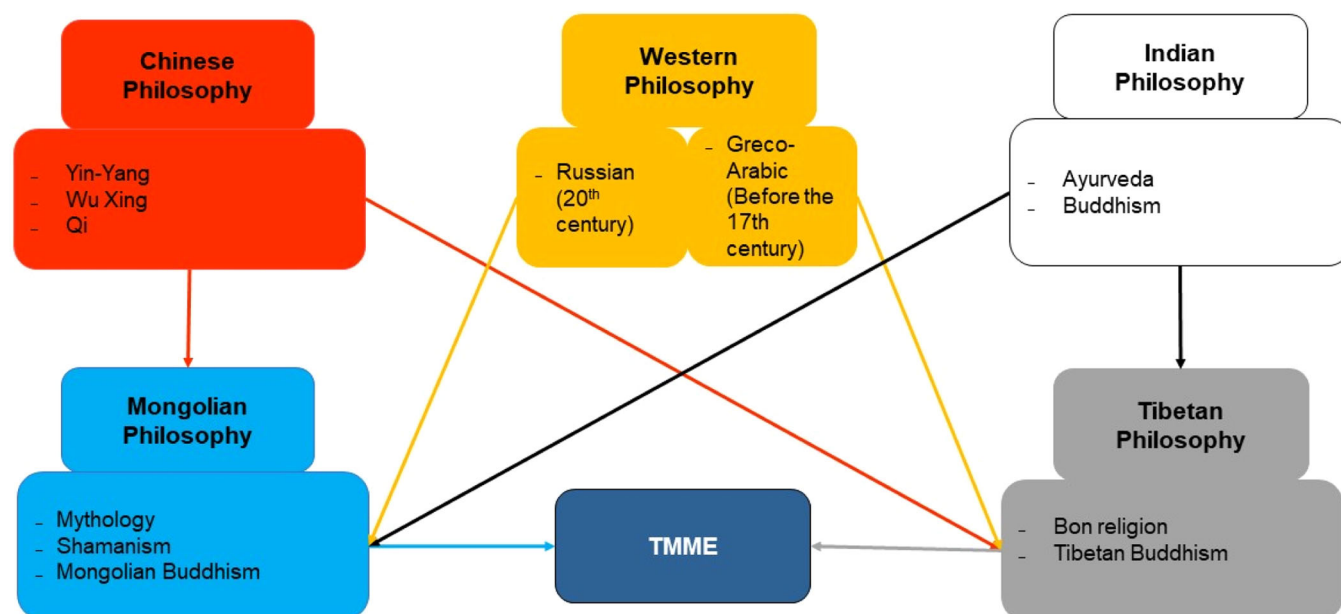 Chinese
Philosophy
- Yin-Yang
- Wu Xing
- Qi
Western
Philosophy
- Russian
(20th
century)
- Greco-
Arabic
(Before the
17th
century)
Indian
Philosophy
- Ayurveda
- Buddhism
Mongolian
Philosophy
- Mythology
- Shamanism
- Mongolian Buddhism
TMME
Tibetan
Philosophy
- Bon religion
- Tibetan Buddhism